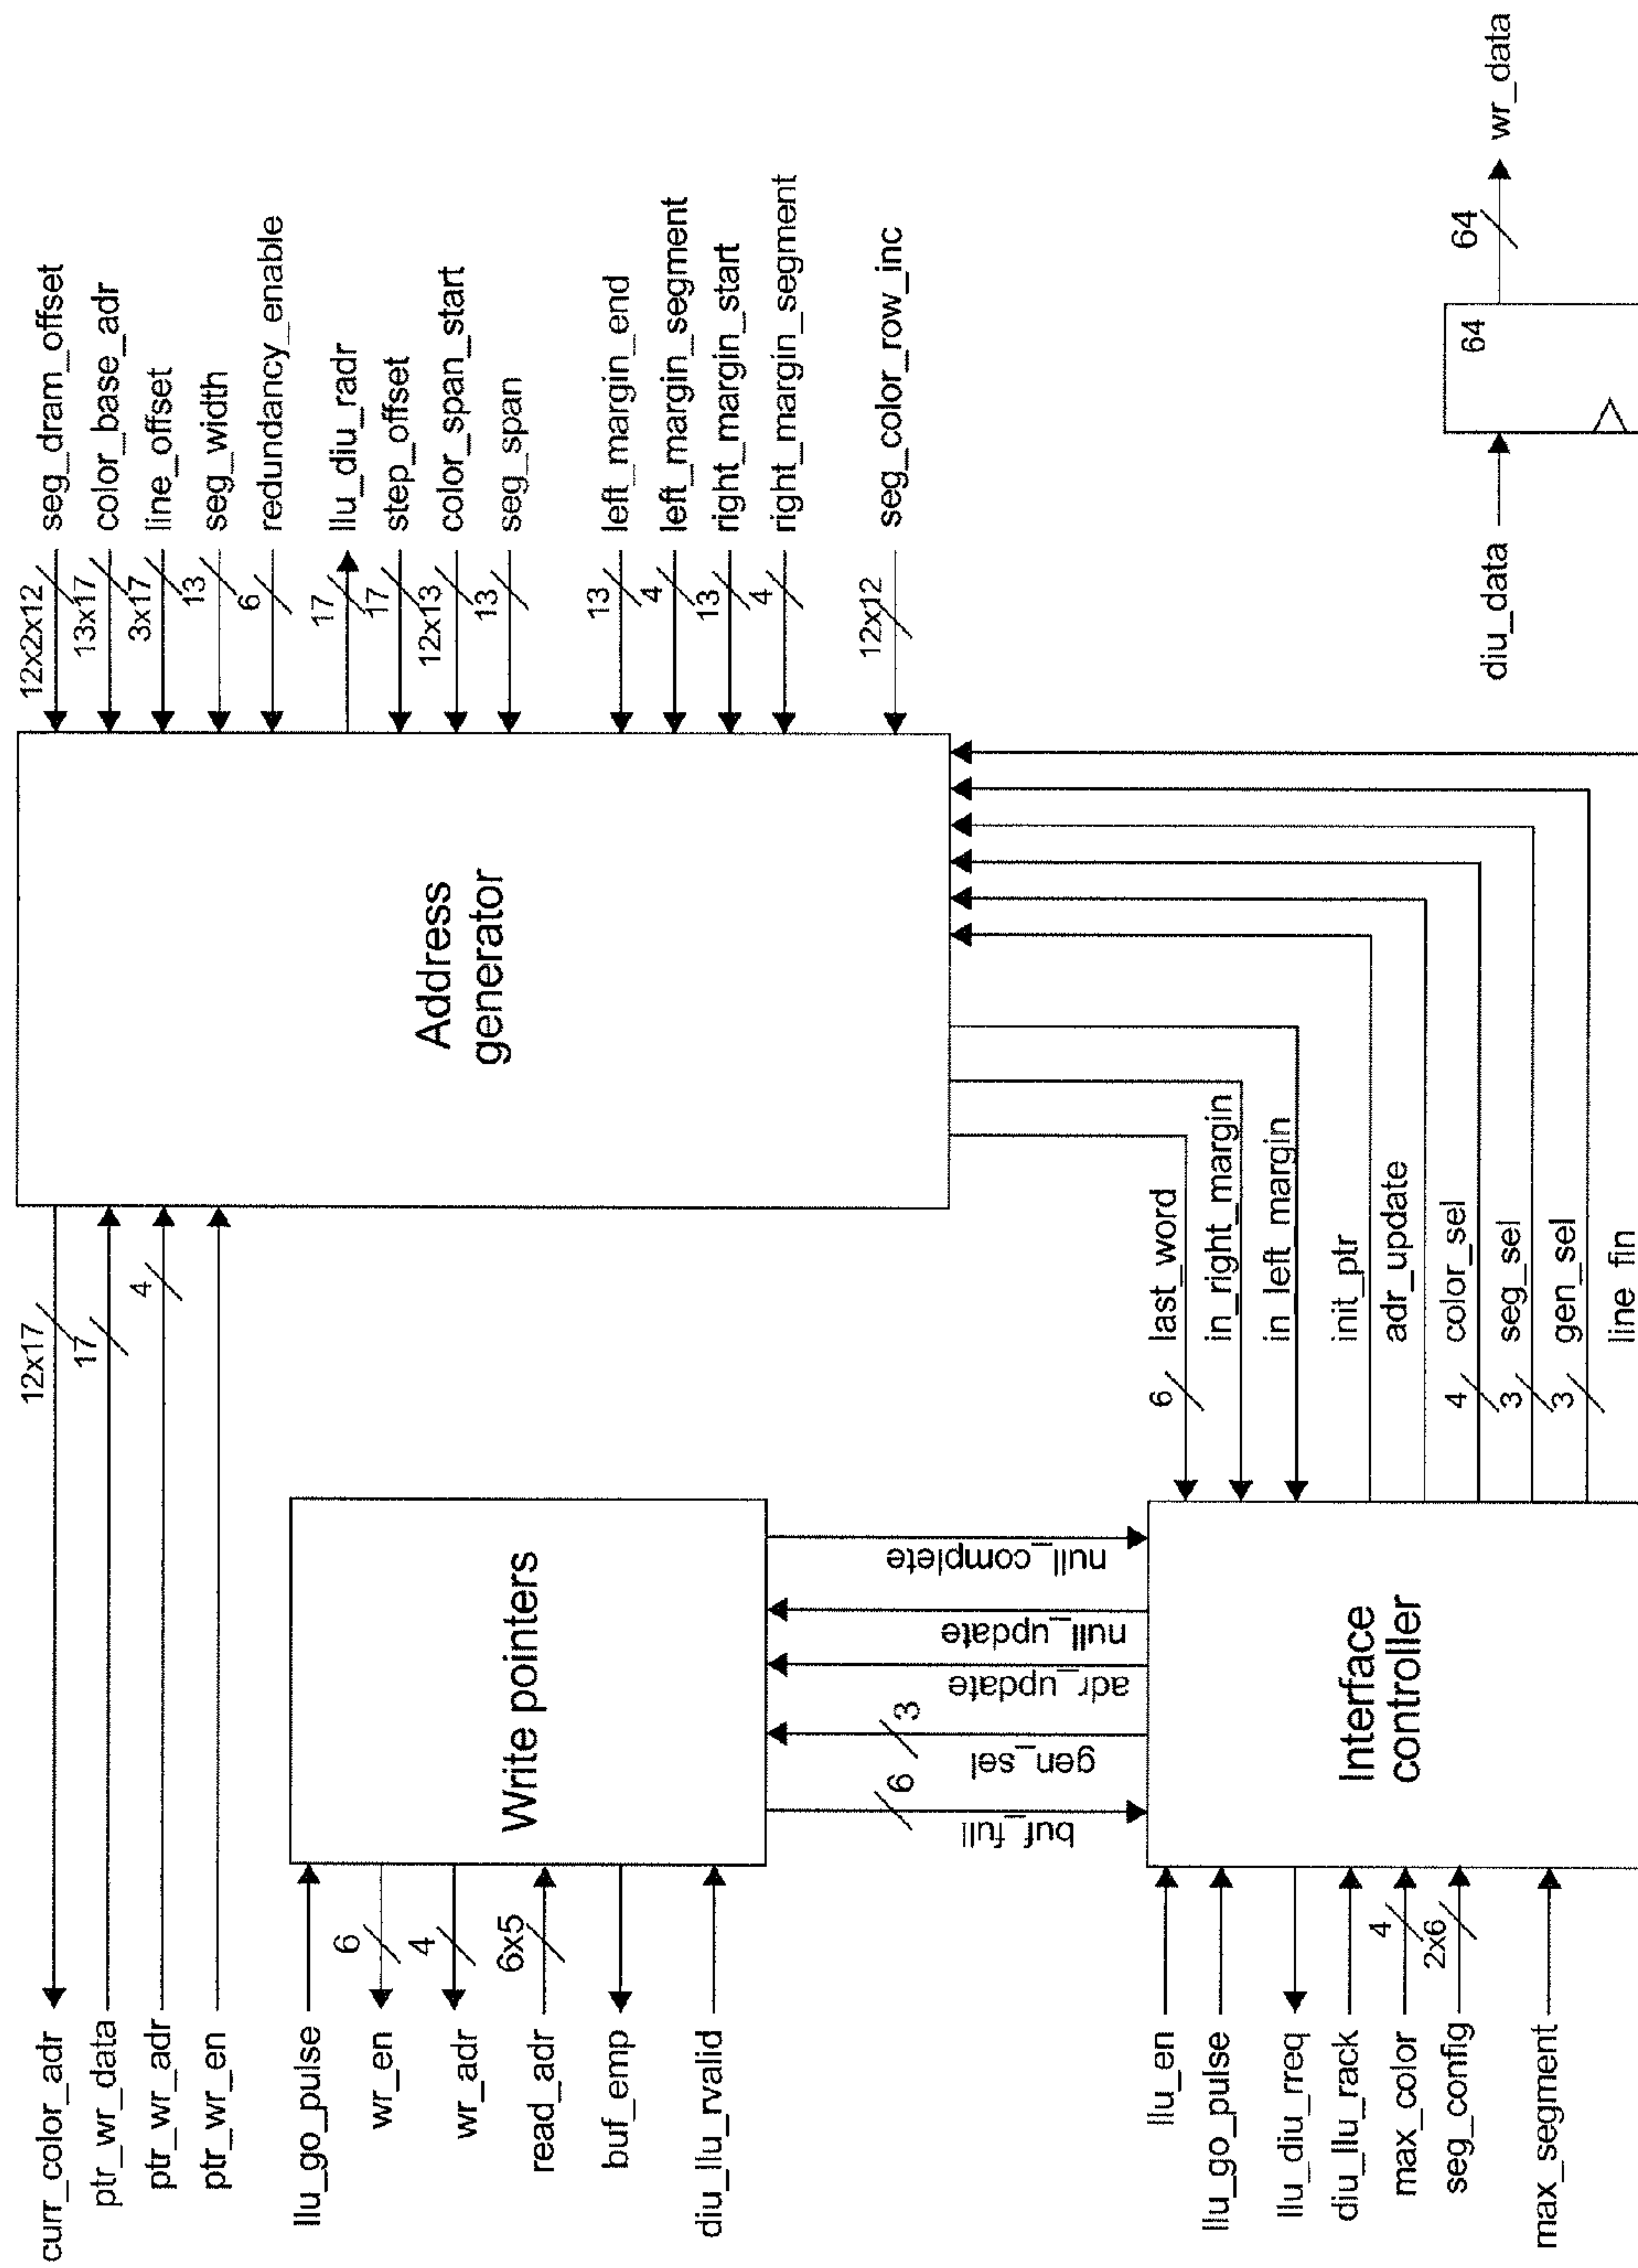 12x2x12
seg_dram_offset
13x17
color_base_adr
3x17
line_offset
13
seg_width
6
redundancy_enable
17
llu_diu_radr
17
step_offset
12x13
color_span_start
13
seg_span
13
left_margin_end
4
left_margin_segment
13
right_margin_start
4
right_margin_segment
12x12
seg_color_row_inc
Address
generator
curr_color_adr
12x17
ptr_wr_data
17
ptr_wr_adr
4
ptr_wr_en
Write pointers
llu_go_pulse
wr_en
6
wr_adr
4
read_adr
6x5
buf_emp
diu_llu_rvalid
null_complete
null_update
adr_update
gen_sel
3
buf_full
6
6
last_word
in_right_margin
in_left_margin
init_ptr
adr_update
4
color_sel
3
seg_sel
3
gen_sel
line_fin
Interface
controller
llu_en
llu_go_pulse
llu_diu_rreq
diu_llu_rack
max_color
4
seg_config
2x6
max_segment
diu_data
64
64
wr_data